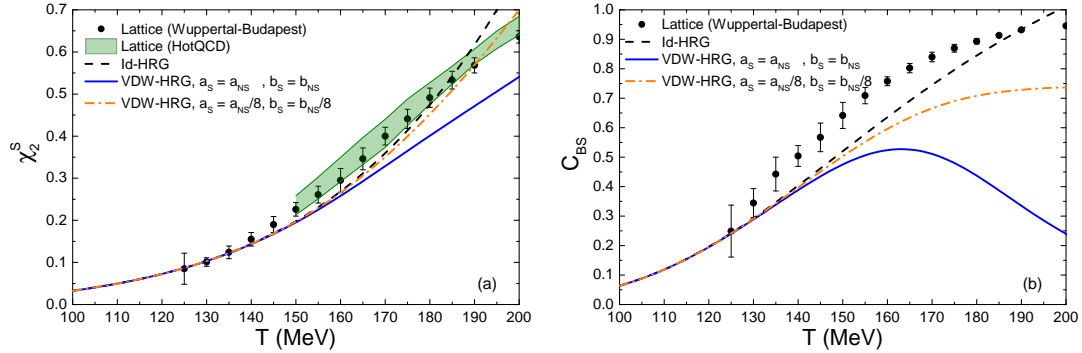 0.7
0.6
0.5
0.4
0.3
0.2
0.1
0.0
χ₂ˢ
Lattice (Wuppertal-Budapest)
Lattice (HotQCD)
Id-HRG
VDW-HRG, a_S = a_NS , b_S = b_NS
VDW-HRG, a_S = a_NS/8, b_S = b_NS/8
(a)
100 110 120 130 140 150 160 170 180 190 200
T (MeV)
1.0
0.9
0.8
0.7
0.6
0.5
0.4
0.3
0.2
0.1
0.0
C_BS
Lattice (Wuppertal-Budapest)
Id-HRG
VDW-HRG, a_S = a_NS , b_S = b_NS
VDW-HRG, a_S = a_NS/8, b_S = b_NS/8
(b)
100 110 120 130 140 150 160 170 180 190 200
T (MeV)